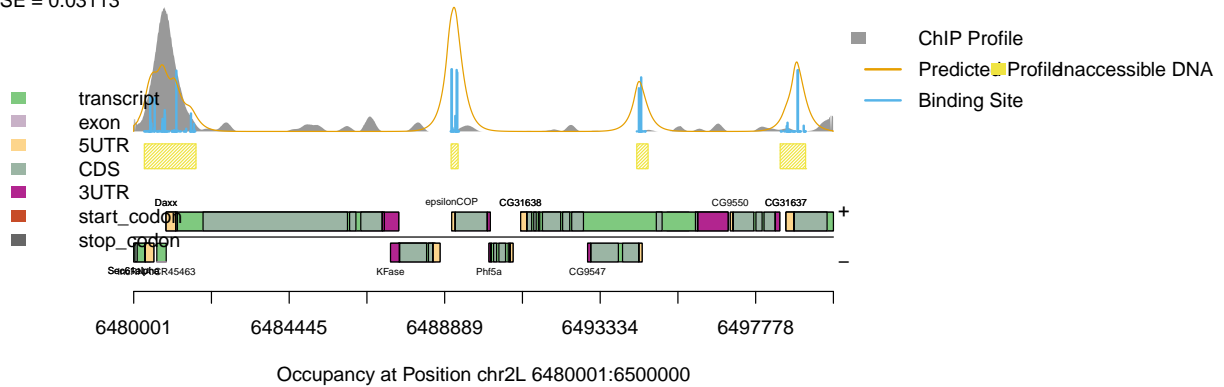 SE = 0.03113
ChIP Profile
Predicted Profile
Inaccessible DNA
Binding Site
transcript
exon
5UTR
CDS
3UTR
start_codon
stop_codon
Daxx
epsilonCOP
CG31638
CG9550
CG31637
+
KFase
Phf5a
CG9547
–
6480001
6484445
6488889
6493334
6497778
Occupancy at Position chr2L 6480001:6500000